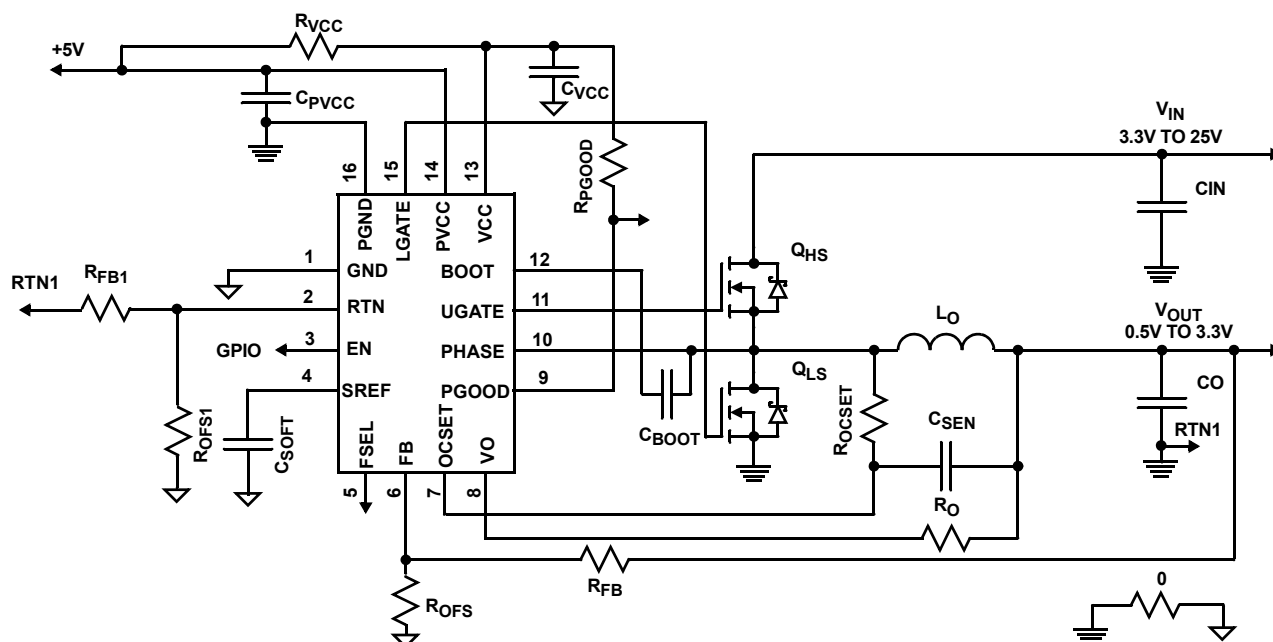 RVCC
+5V
CPVCC
CVCC
RPGOOD
VIN
3.3V TO 25V
CIN
16
15
14
13
PGND
LGATE
PVCC
VCC
1
GND
BOOT
12
QHS
RTN1
RFB1
2
RTN
UGATE
11
LO
VOUT
0.5V TO 3.3V
GPIO
3
EN
PHASE
10
QLS
4
SREF
PGOOD
9
CO
ROFS1
CSOFT
CBOOT
ROCSET
CSEN
RTN1
FSEL
FB
OCSET
VO
5
6
7
8
RO
RFB
ROFS
0